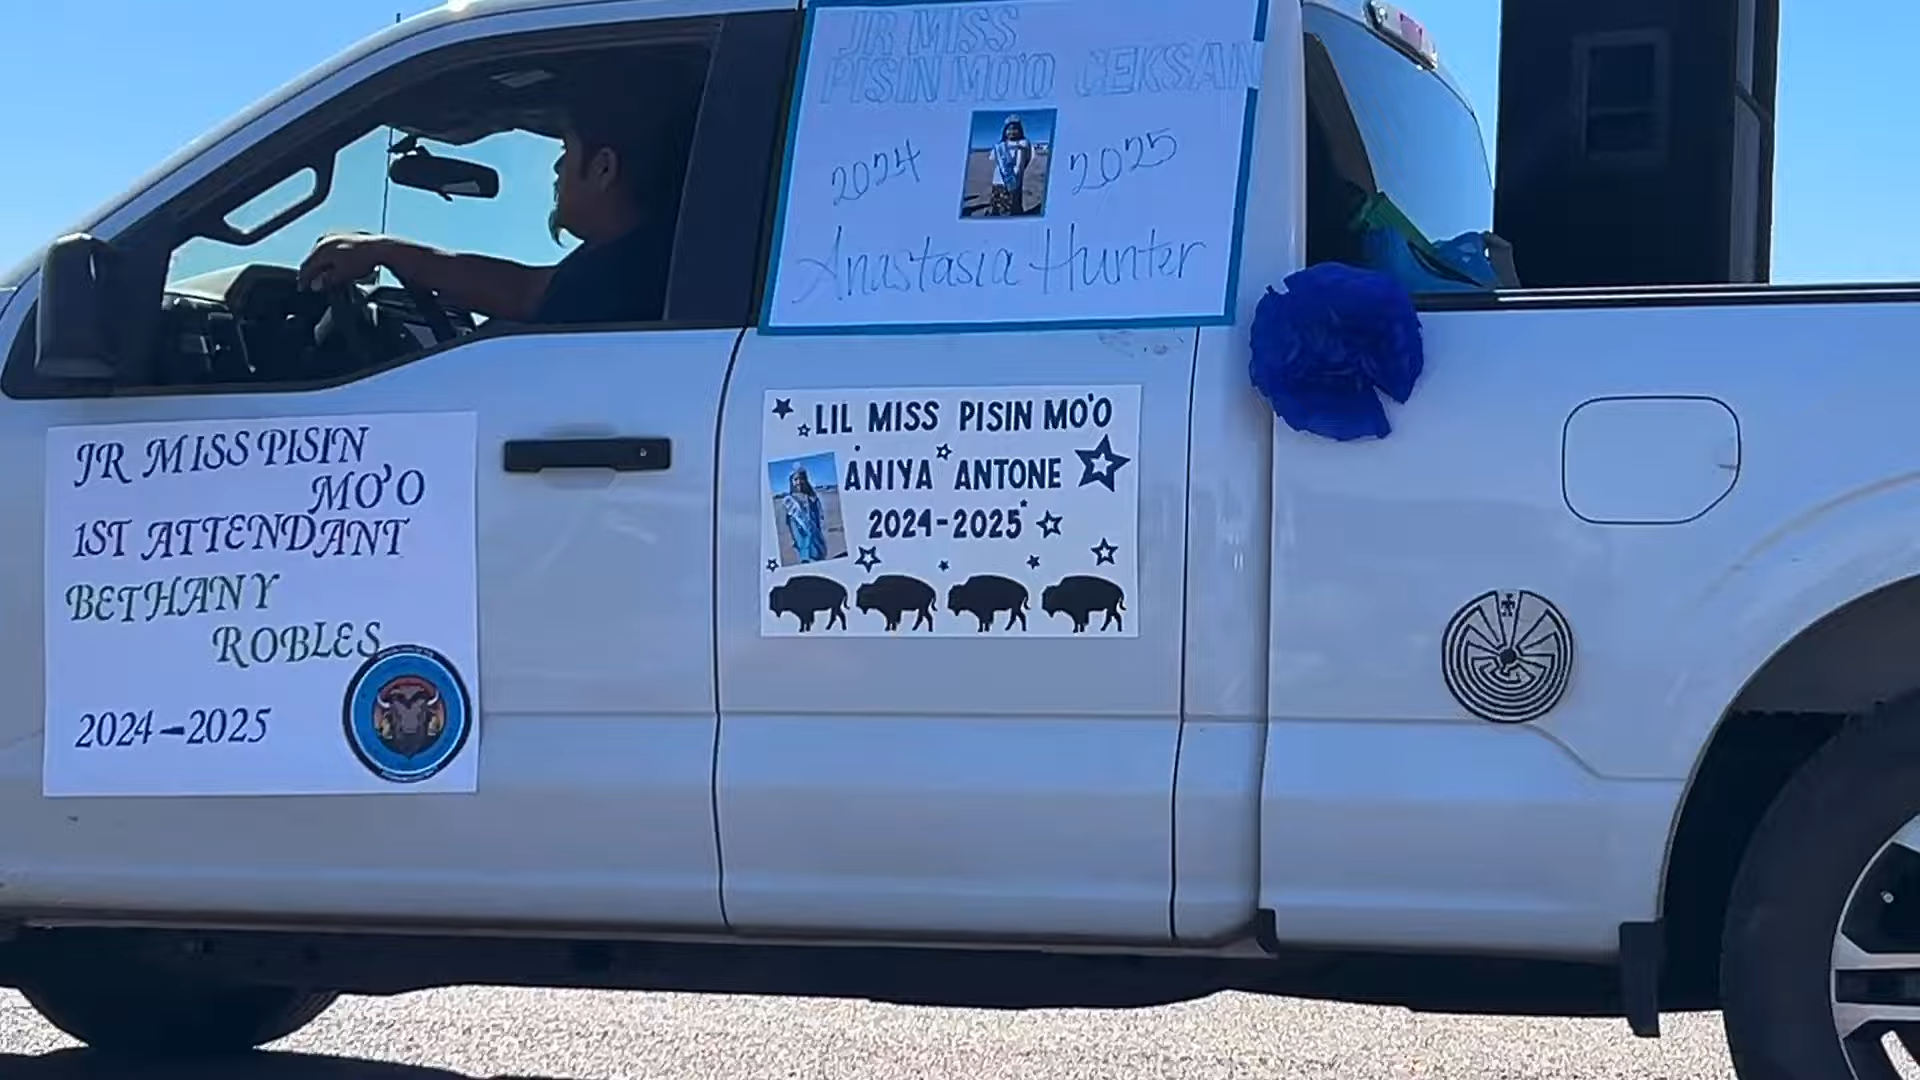 JR MISS
PISIN MO'O CEKSAN
2024 2025
Anastasia Hunter
JR MISS PISIN
MO'O
1ST ATTENDANT
BETHANY
ROBLES
2024-2025
LIL MISS PISIN MO'O
ANIYA ANTONE
2024-2025